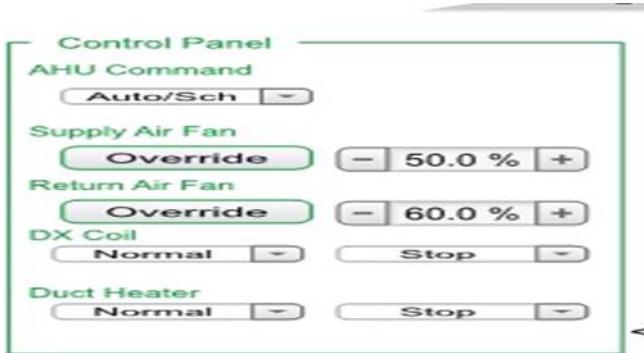 Control Panel
AHU Command
Auto/Sch
Supply Air Fan
Override − 50.0 % +
Return Air Fan
Override − 60.0 % +
DX Coil
Normal Stop
Duct Heater
Normal Stop